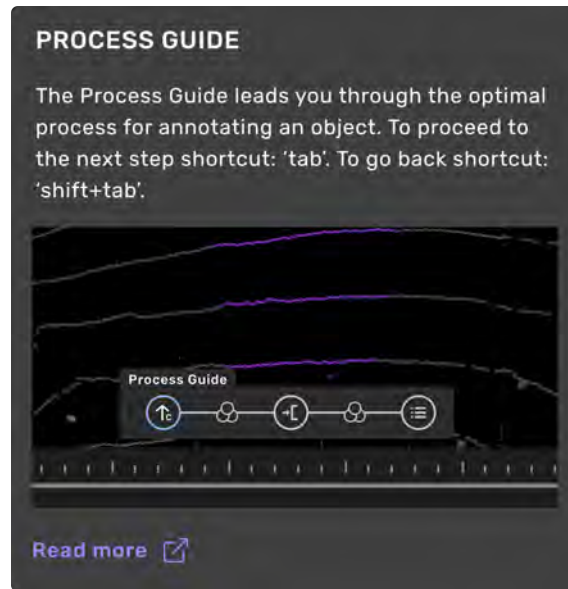 PROCESS GUIDE
The Process Guide leads you through the optimal
process for annotating an object. To proceed to
the next step shortcut: ‘tab’. To go back shortcut:
‘shift+tab’.
Process Guide
Read more